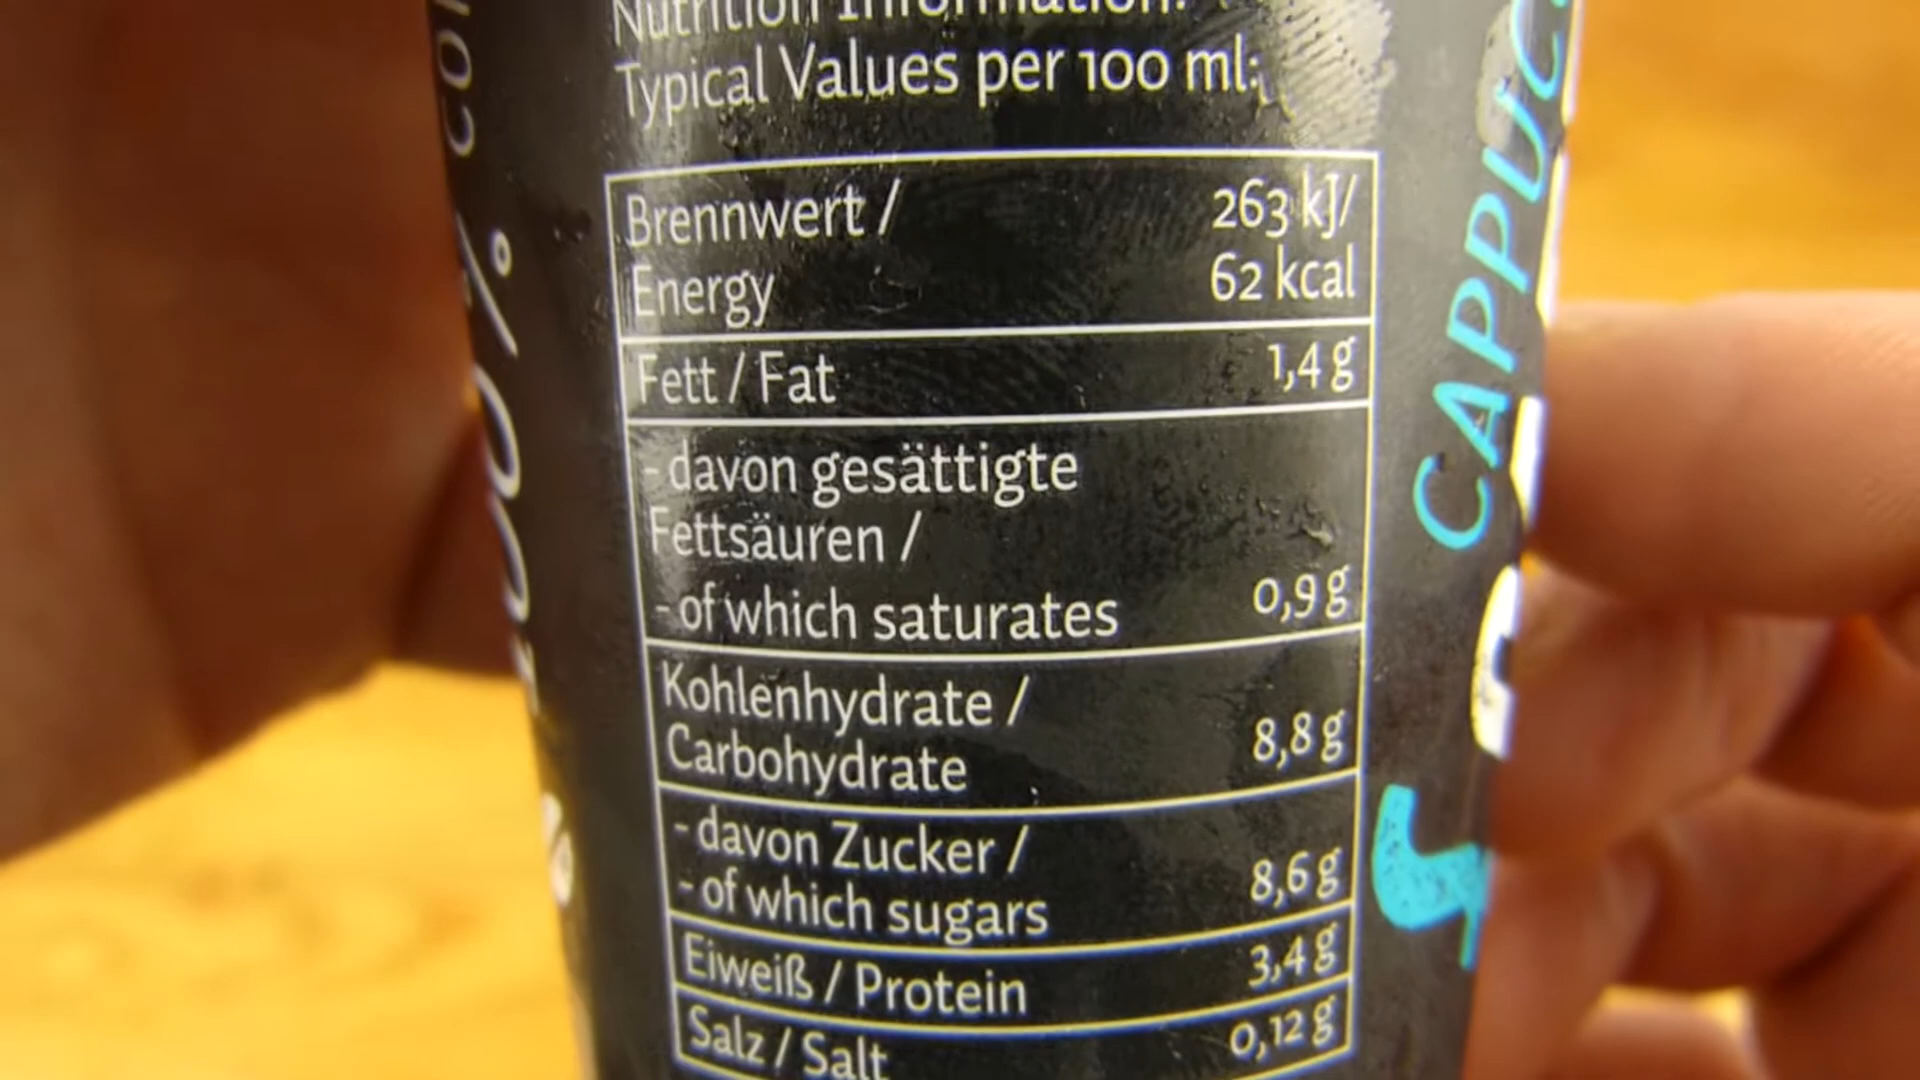 Nutrition Information:
Typical Values per 100 ml:
Brennwert / 263 kJ/
Energy 62 kcal
Fett / Fat 1,4 g
- davon gesättigte
Fettsäuren /
- of which saturates 0,9 g
Kohlenhydrate /
Carbohydrate 8,8 g
- davon Zucker /
- of which sugars 8,6 g
Eiweiß / Protein 3,4 g
Salz / Salt 0,12 g
CAPPUC